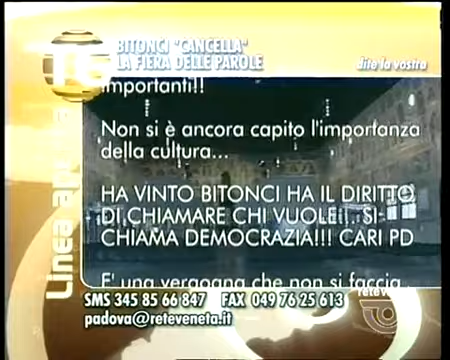 TG
BITONCI "CANCELLA"
LA FIERA DELLE PAROLE
dite la vostra
importanti!!
Non si è ancora capito l'importanza
della cultura...
HA VINTO BITONCI HA IL DIRITTO
DI CHIAMARE CHI VUOLE... SI
CHIAMA DEMOCRAZIA!!! CARI PD
E' una vergogna che non si faccia
Linea aperta
SMS 345 85 66 847 FAX 049 76 25 613
padova@reteveneta.it
reteveneta